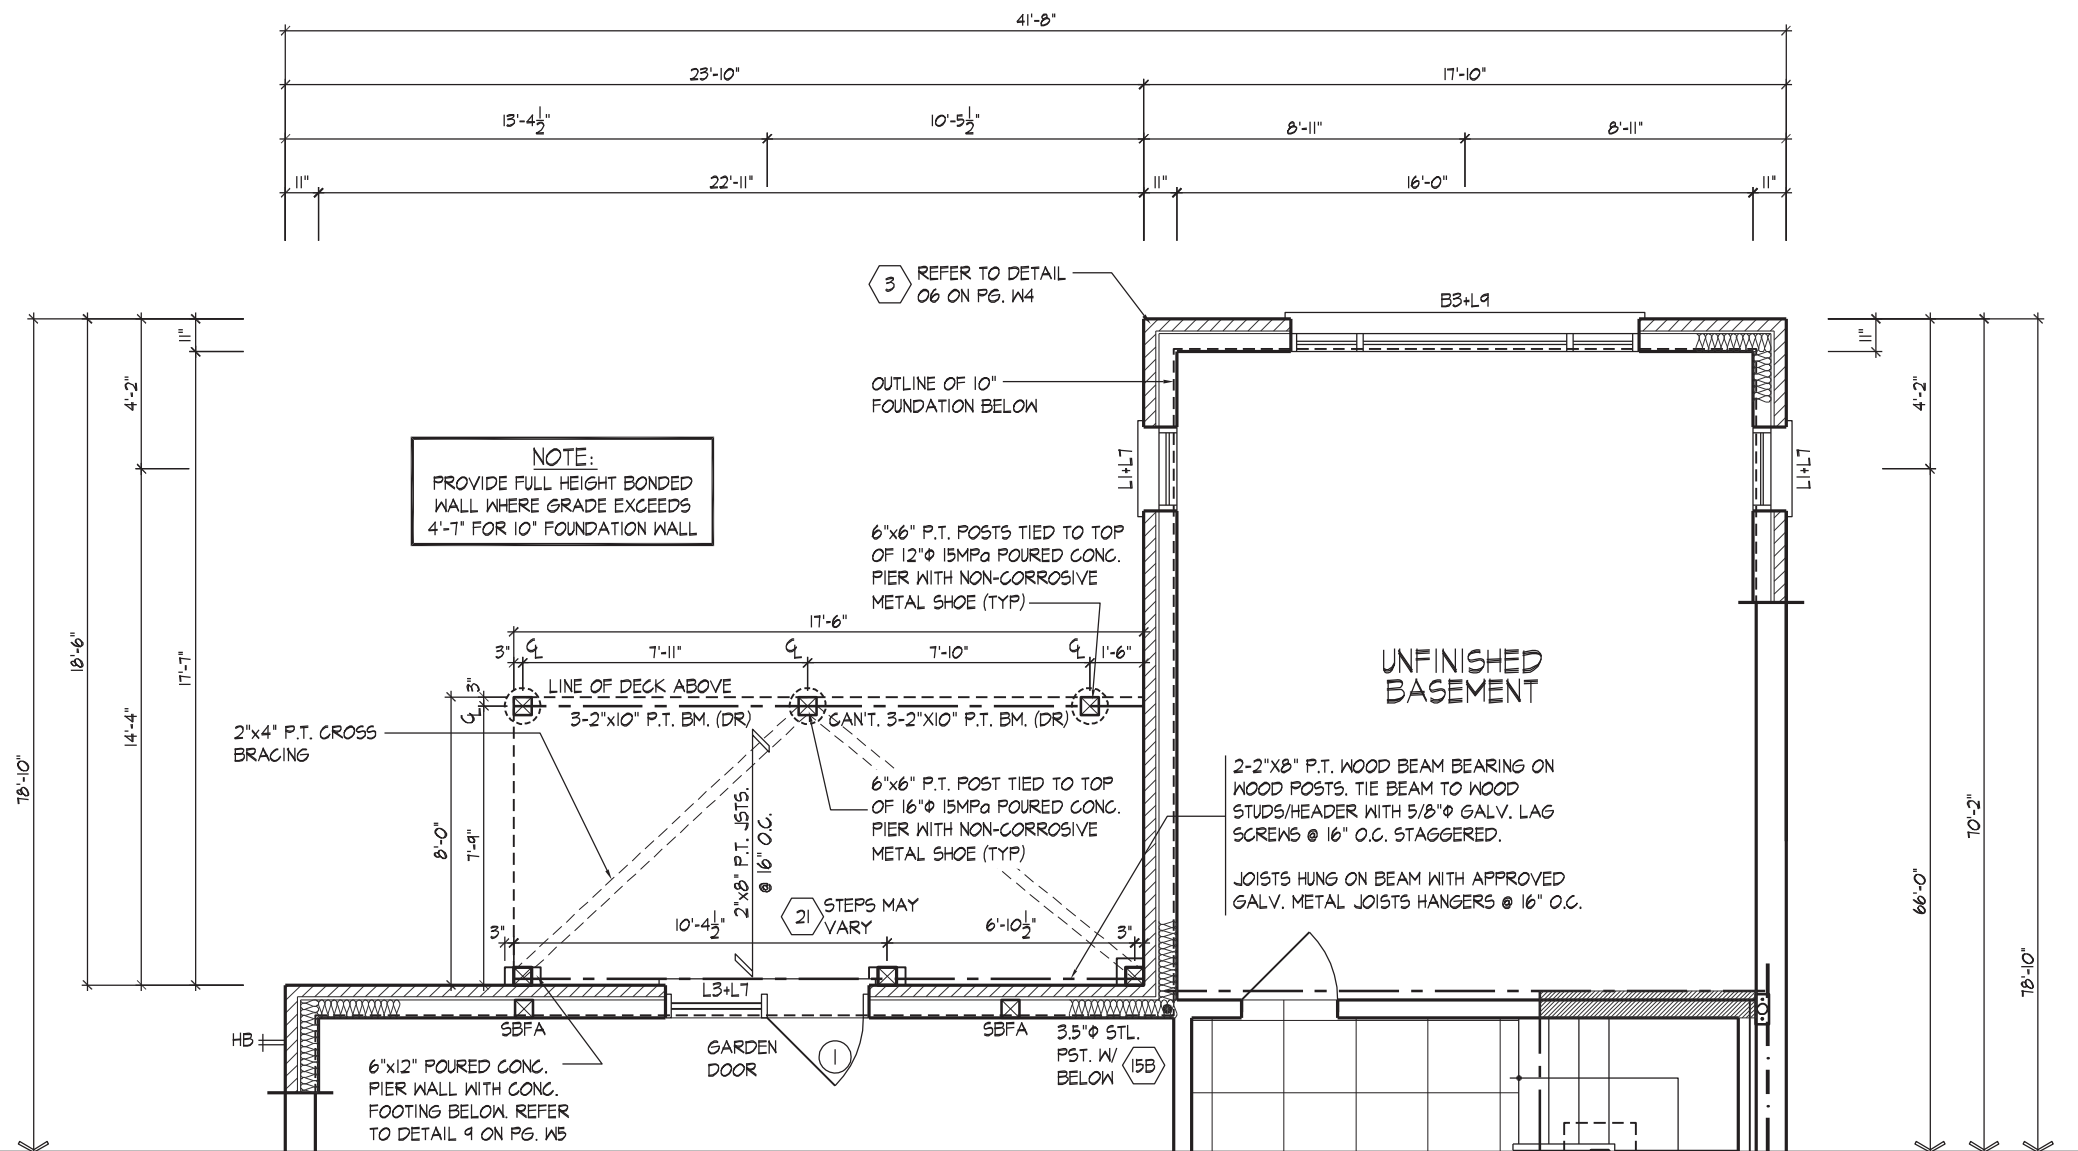 41'-8"
23'-10"
17'-10"
13'-4½"
10'-5½"
8'-11"
8'-11"
11"
22'-11"
11"
16'-0"
11"
3
REFER TO DETAIL
06 ON PG. W4
B3+L9
11"
4'-2"
18'-6"
17'-7"
14'-4"
78'-10"
11"
4'-2"
70'-2"
66'-0"
78'-10"
OUTLINE OF 10"
FOUNDATION BELOW
L1+L7
L1+L7
NOTE:
PROVIDE FULL HEIGHT BONDED
WALL WHERE GRADE EXCEEDS
4'-7" FOR 10" FOUNDATION WALL
6"x6" P.T. POSTS TIED TO TOP
OF 12"Φ 15MPa POURED CONC.
PIER WITH NON-CORROSIVE
METAL SHOE (TYP)
17'-6"
3"
CL
7'-11"
CL
7'-10"
CL
1'-6"
3"
CL
LINE OF DECK ABOVE
3-2"x10" P.T. BM. (DR)
CAN'T. 3-2"X10" P.T. BM. (DR)
UNFINISHED
BASEMENT
2"x4" P.T. CROSS
BRACING
8'-0"
7'-9"
2"x8" P.T. JSTS.
@ 16" O.C.
6"x6" P.T. POST TIED TO TOP
OF 16"Φ 15MPa POURED CONC.
PIER WITH NON-CORROSIVE
METAL SHOE (TYP)
2-2"X8" P.T. WOOD BEAM BEARING ON
WOOD POSTS. TIE BEAM TO WOOD
STUDS/HEADER WITH 5/8"Φ GALV. LAG
SCREWS @ 16" O.C. STAGGERED.
JOISTS HUNG ON BEAM WITH APPROVED
GALV. METAL JOISTS HANGERS @ 16" O.C.
21
STEPS MAY
VARY
3"
10'-4½"
6'-10½"
3"
L3+L7
SBFA
SBFA
HB
GARDEN
DOOR
1
3.5"Φ STL.
PST. W/
BELOW
15B
6"x12" POURED CONC.
PIER WALL WITH CONC.
FOOTING BELOW. REFER
TO DETAIL 9 ON PG. W5